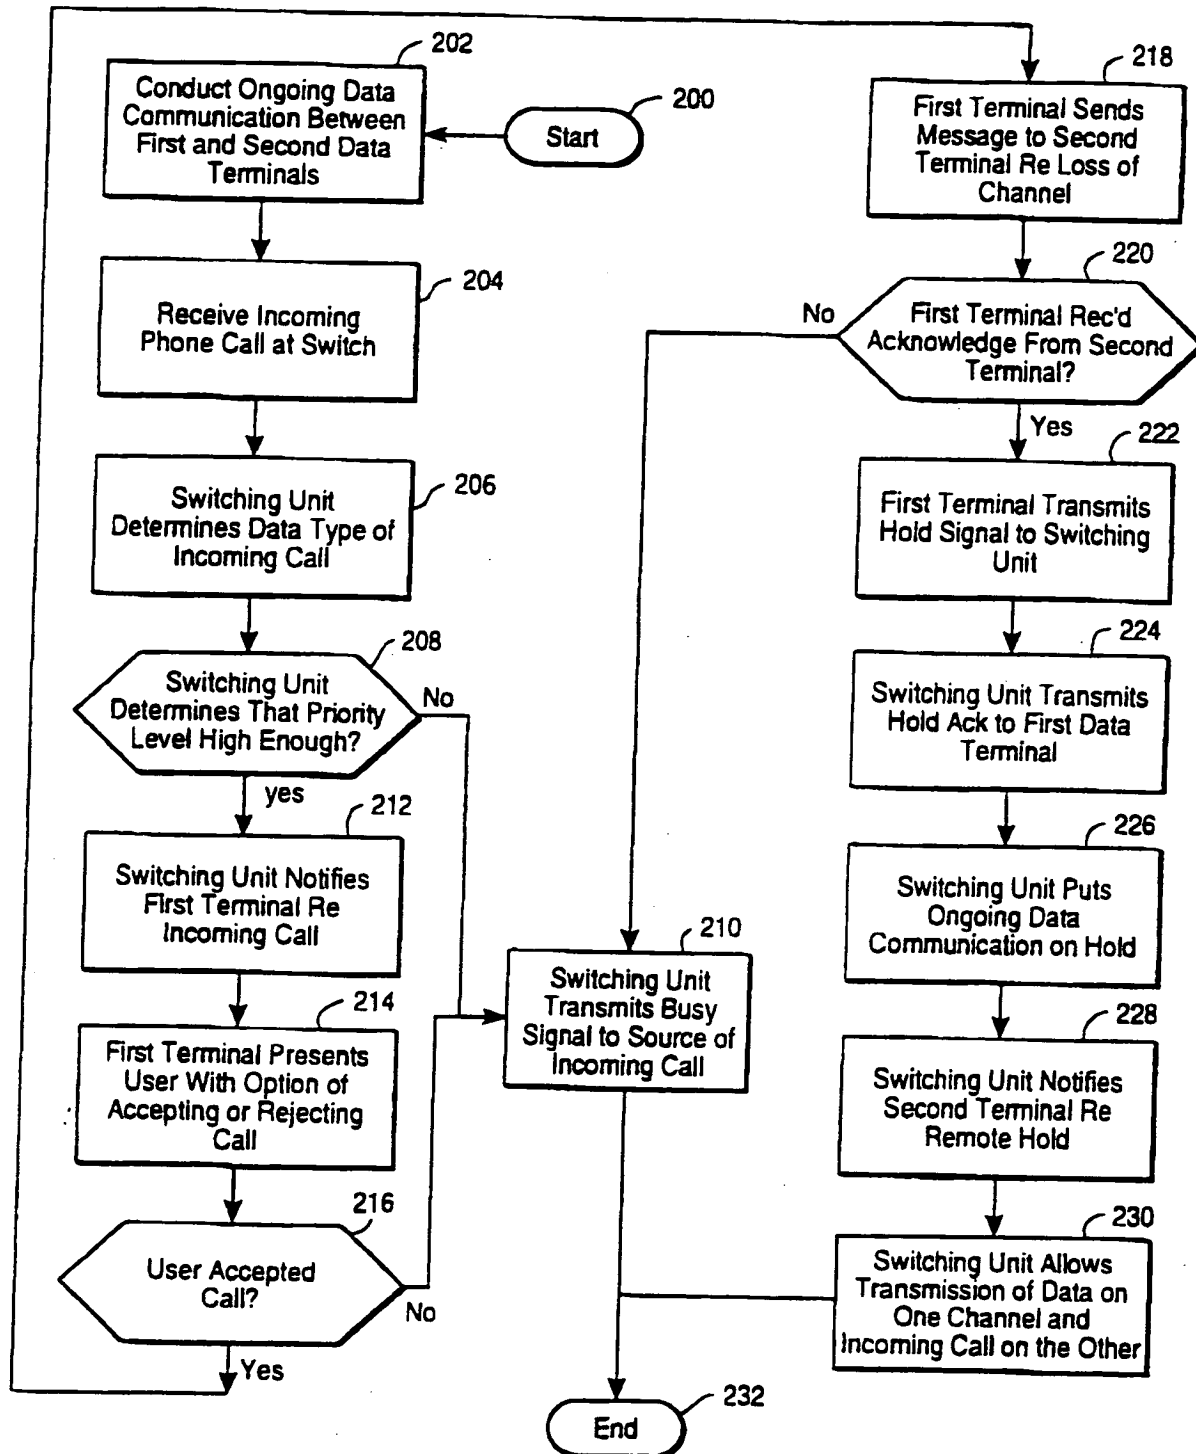 202
Conduct Ongoing Data
Communication Between
First and Second Data
Terminals
200
Start
204
Receive Incoming
Phone Call at Switch
206
Switching Unit
Determines Data Type of
Incoming Call
208
Switching Unit
Determines That Priority
Level High Enough?
No
yes
212
Switching Unit Notifies
First Terminal Re
Incoming Call
214
First Terminal Presents
User With Option of
Accepting or Rejecting
Call
216
User Accepted
Call?
No
Yes
210
Switching Unit
Transmits Busy
Signal to Source of
Incoming Call
218
First Terminal Sends
Message to Second
Terminal Re Loss of
Channel
220
First Terminal Rec'd
Acknowledge From Second
Terminal?
No
Yes
222
First Terminal Transmits
Hold Signal to Switching
Unit
224
Switching Unit Transmits
Hold Ack to First Data
Terminal
226
Switching Unit Puts
Ongoing Data
Communication on Hold
228
Switching Unit Notifies
Second Terminal Re
Remote Hold
230
Switching Unit Allows
Transmission of Data on
One Channel and
Incoming Call on the Other
232
End